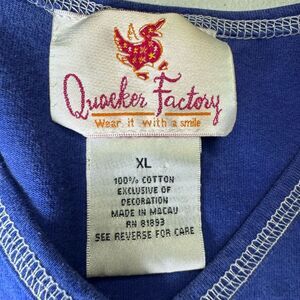 Quacker Factory
Wear it with a smile
XL
100% COTTON
EXCLUSIVE OF
DECORATION
MADE IN MACAU
RN 81893
SEE REVERSE FOR CARE